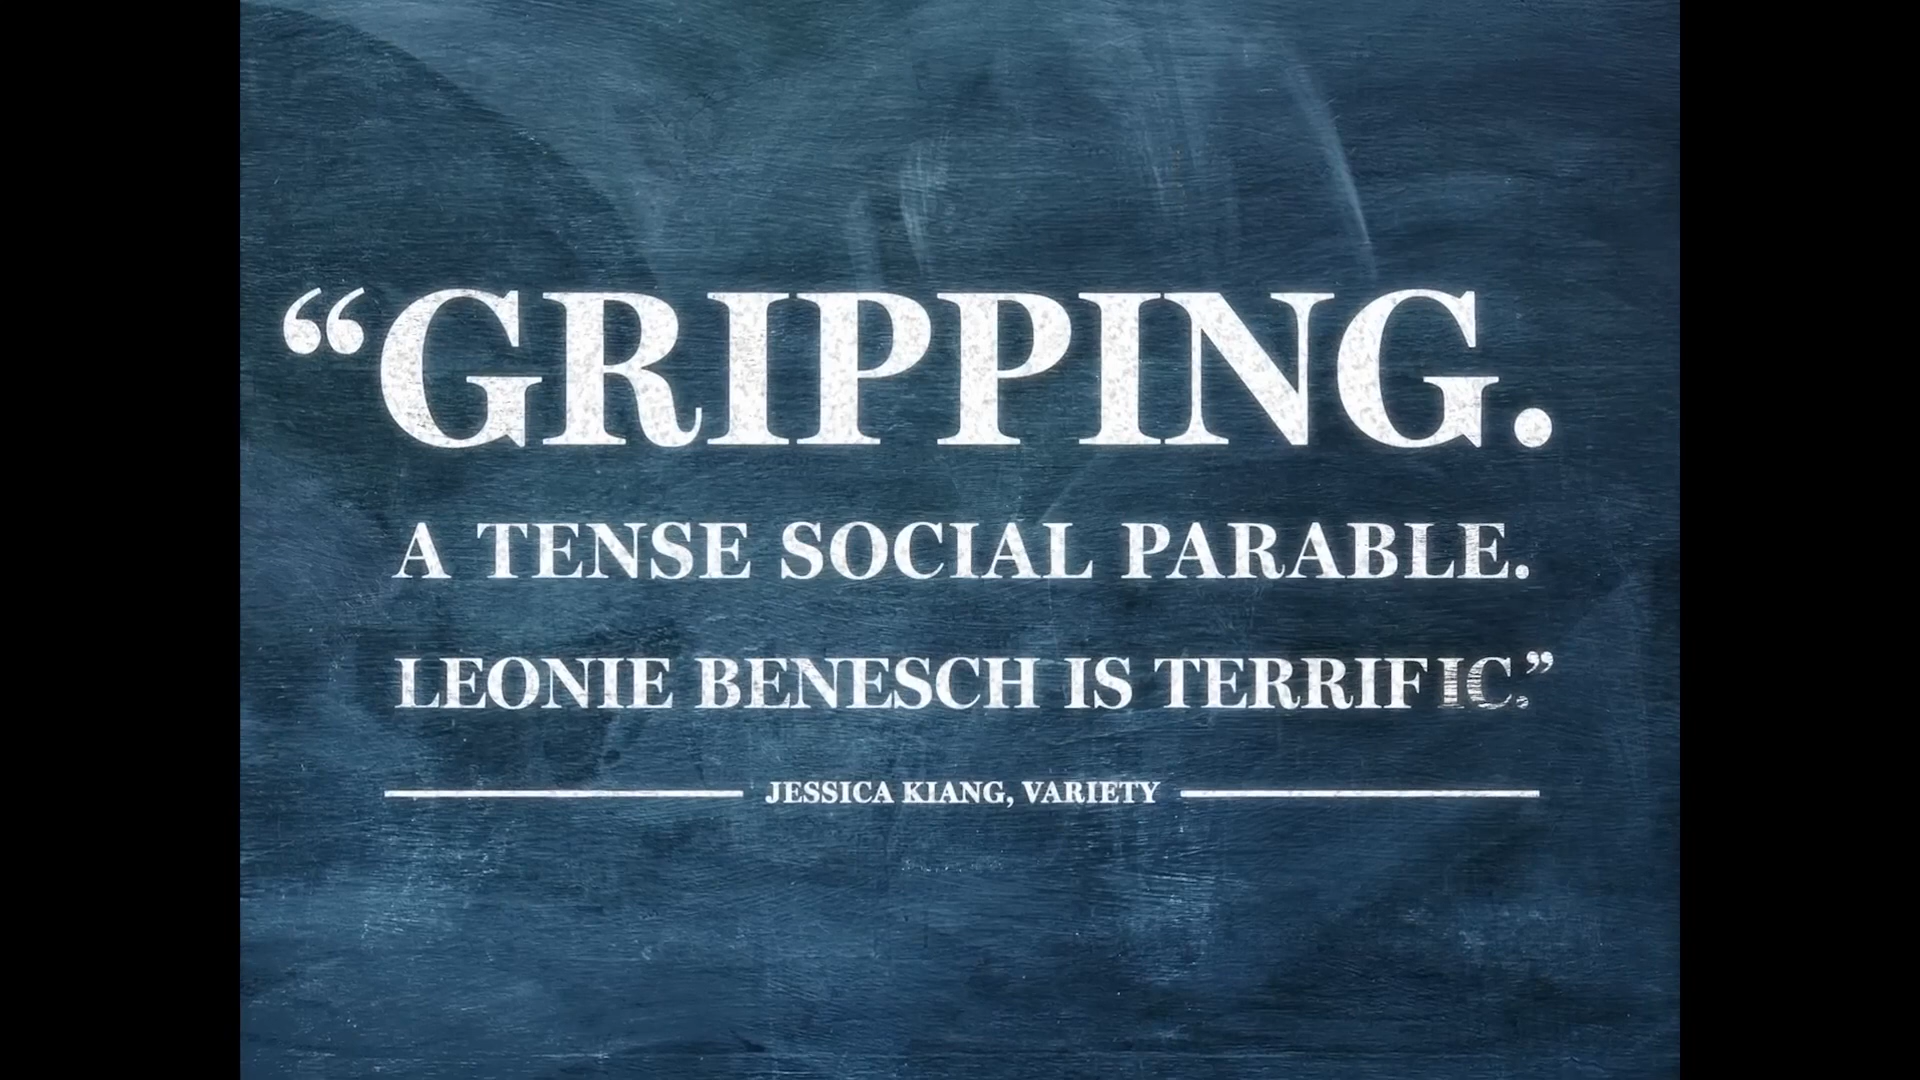 “GRIPPING.
A TENSE SOCIAL PARABLE.
LEONIE BENESCH IS TERRIFIC.”
JESSICA KIANG, VARIETY